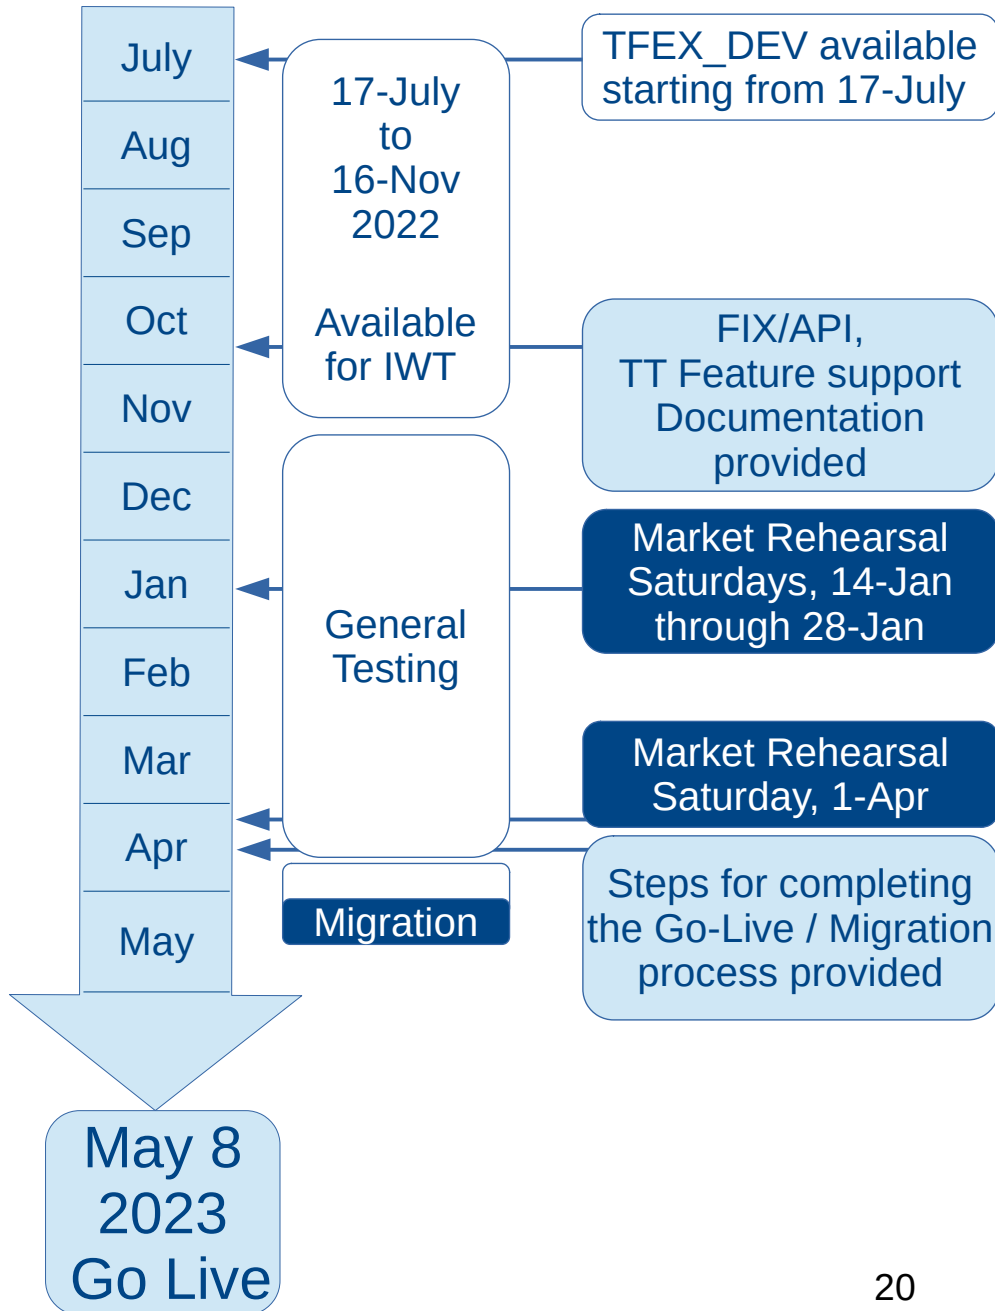 July
Aug
Sep
Oct
Nov
Dec
Jan
Feb
Mar
Apr
May
May 8
2023
Go Live
17-July
to
16-Nov
2022
Available
for IWT
General
Testing
Migration
TFEX_DEV available
starting from 17-July
FIX/API,
TT Feature support
Documentation
provided
Market Rehearsal
Saturdays, 14-Jan
through 28-Jan
Market Rehearsal
Saturday, 1-Apr
Steps for completing
the Go-Live / Migration
process provided
20